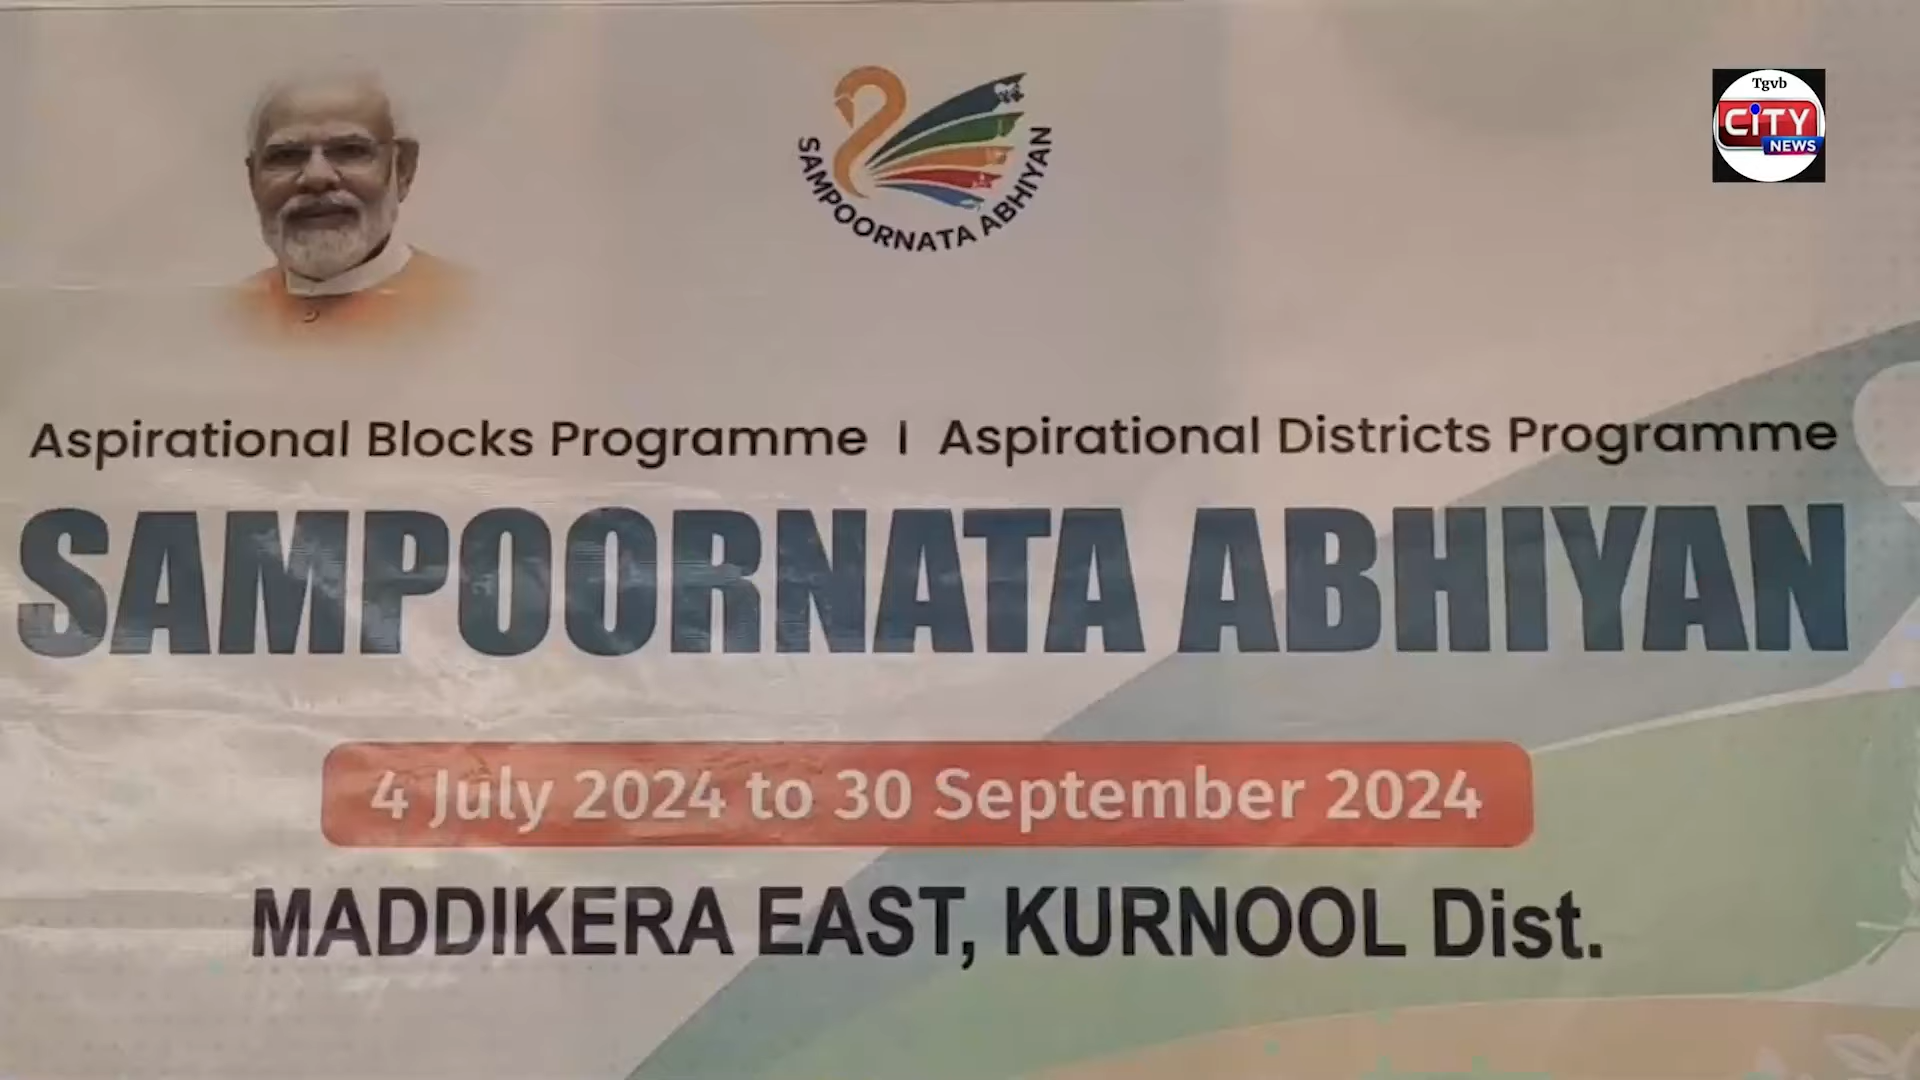 SAMPOORNATA ABHIYAN
Tgvb
CiTY
NEWS
Aspirational Blocks Programme | Aspirational Districts Programme
SAMPOORNATA ABHIYAN
4 July 2024 to 30 September 2024
MADDIKERA EAST, KURNOOL Dist.